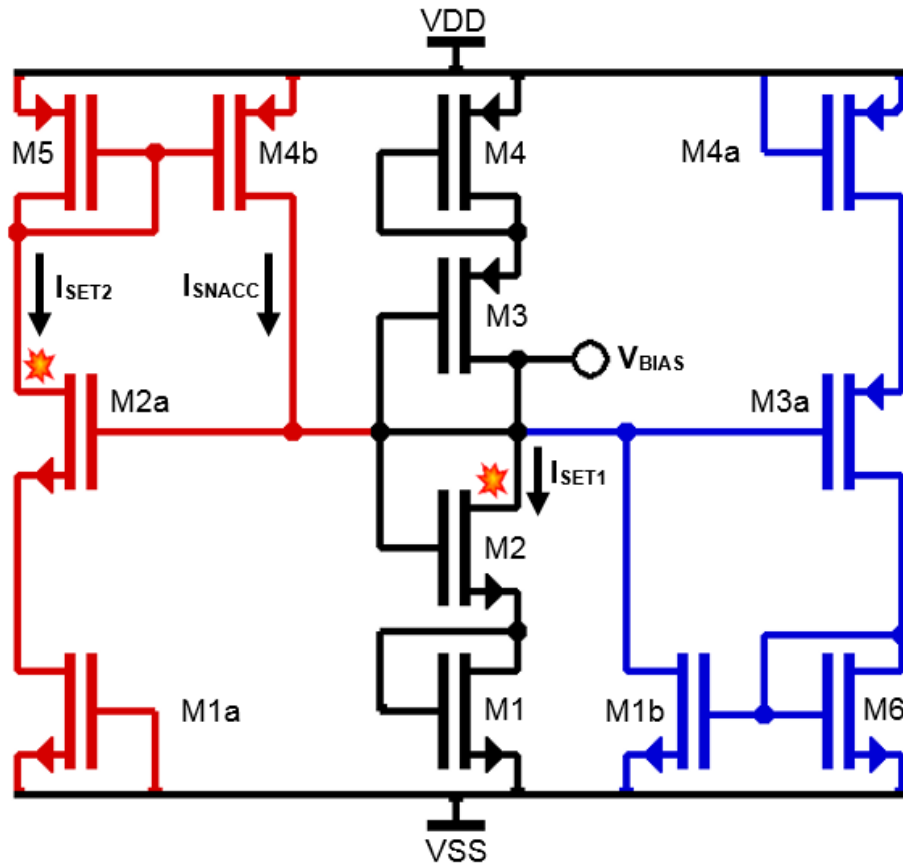 VDD
M5
M4b
M4
M4a
ISET2
ISNACC
M3
VBIAS
M2a
M3a
ISET1
M2
M1a
M1
M1b
M6
VSS